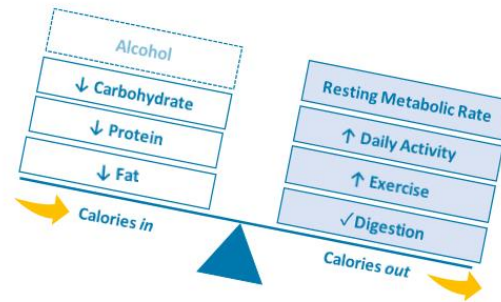 Alcohol
↓ Carbohydrate
↓ Protein
↓ Fat
Calories in
Resting Metabolic Rate
↑ Daily Activity
↑ Exercise
✓Digestion
Calories out